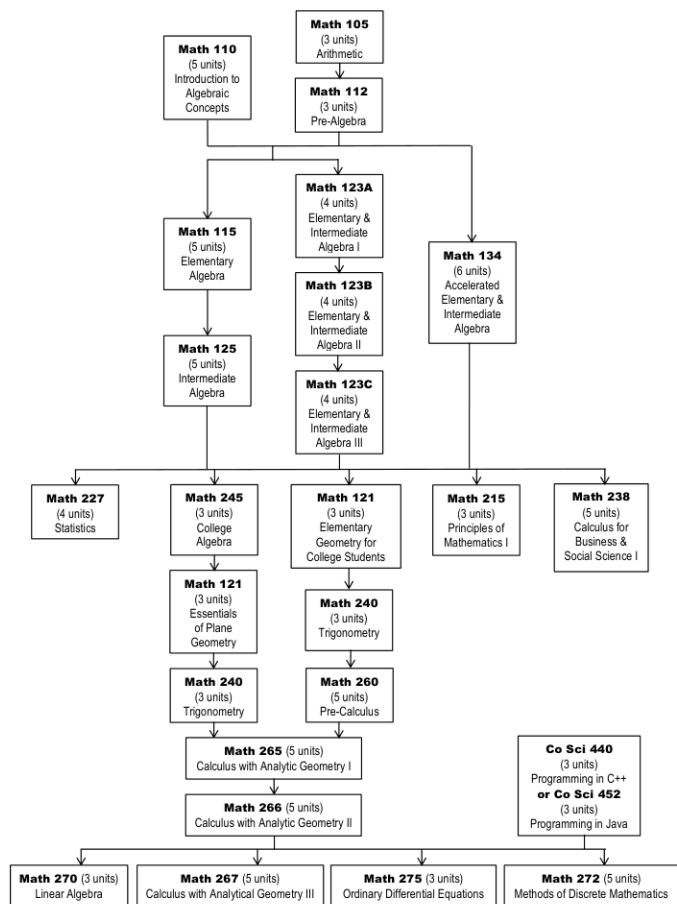 Math 105
(3 units)
Arithmetic
Math 110
(5 units)
Introduction to
Algebraic
Concepts
Math 112
(3 units)
Pre-Algebra
Math 123A
(4 units)
Elementary &
Intermediate
Algebra I
Math 115
(5 units)
Elementary
Algebra
Math 134
(6 units)
Accelerated
Elementary &
Intermediate
Algebra
Math 123B
(4 units)
Elementary &
Intermediate
Algebra II
Math 125
(5 units)
Intermediate
Algebra
Math 123C
(4 units)
Elementary &
Intermediate
Algebra III
Math 227
(4 units)
Statistics
Math 245
(3 units)
College
Algebra
Math 121
(3 units)
Elementary
Geometry for
College Students
Math 215
(3 units)
Principles of
Mathematics I
Math 238
(5 units)
Calculus for
Business &
Social Science I
Math 121
(3 units)
Essentials
of Plane
Geometry
Math 240
(3 units)
Trigonometry
Math 240
(3 units)
Trigonometry
Math 260
(5 units)
Pre-Calculus
Math 265 (5 units)
Calculus with Analytic Geometry I
Co Sci 440
(3 units)
Programming in C++
or Co Sci 452
(3 units)
Programming in Java
Math 266 (5 units)
Calculus with Analytic Geometry II
Math 270 (3 units)
Linear Algebra
Math 267 (5 units)
Calculus with Analytical Geometry III
Math 275 (3 units)
Ordinary Differential Equations
Math 272 (5 units)
Methods of Discrete Mathematics